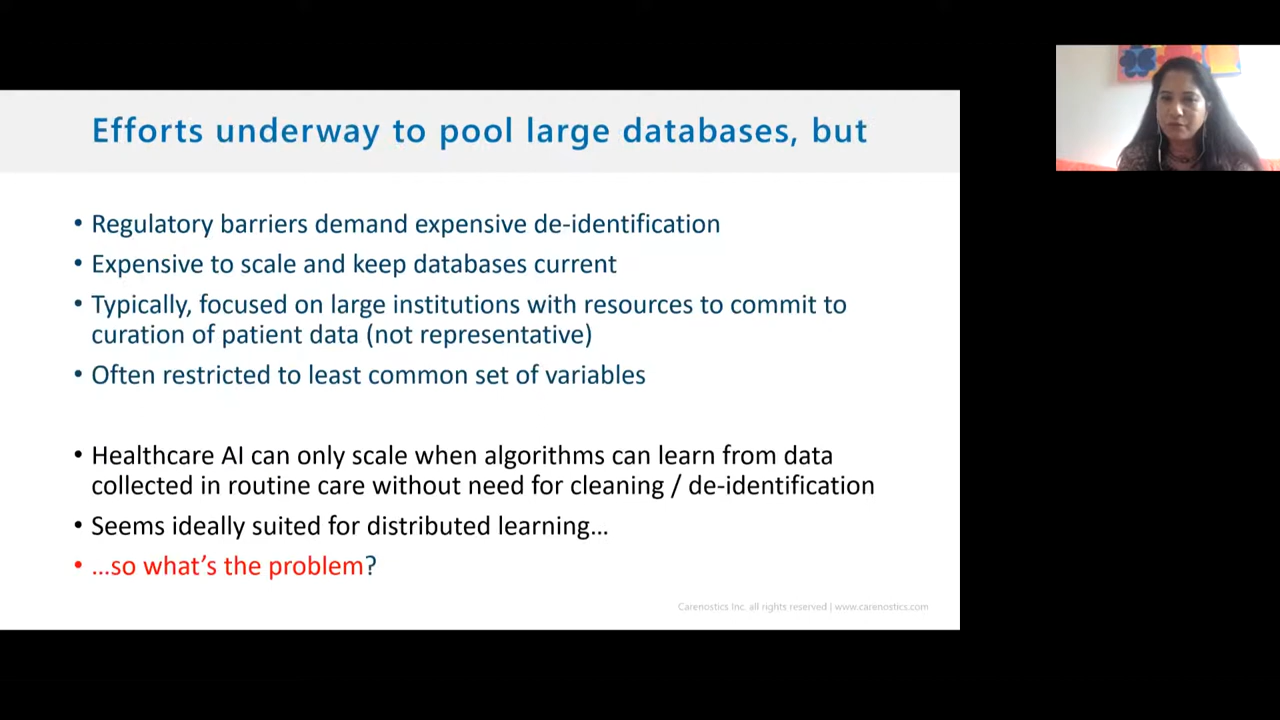 Efforts underway to pool large databases, but
• Regulatory barriers demand expensive de-identification
• Expensive to scale and keep databases current
• Typically, focused on large institutions with resources to commit to
curation of patient data (not representative)
• Often restricted to least common set of variables
• Healthcare AI can only scale when algorithms can learn from data
collected in routine care without need for cleaning / de-identification
• Seems ideally suited for distributed learning…
• …so what’s the problem?
Carenostics Inc. all rights reserved | www.carenostics.com